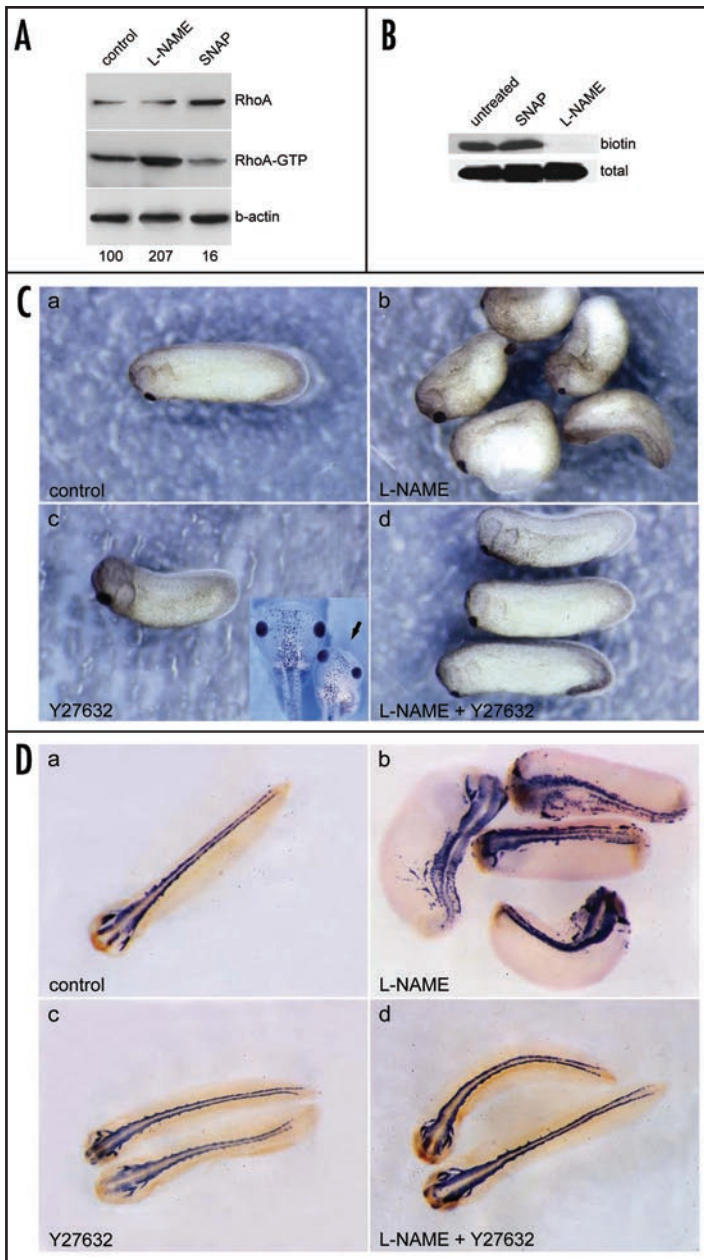 A
control L-NAME SNAP
RhoA
RhoA-GTP
b-actin
100 207 16
B
untreated SNAP L-NAME
biotin
total
C
a
control
b
L-NAME
c
Y27632
d
L-NAME + Y27632
D
a
control
b
L-NAME
c
Y27632
d
L-NAME + Y27632